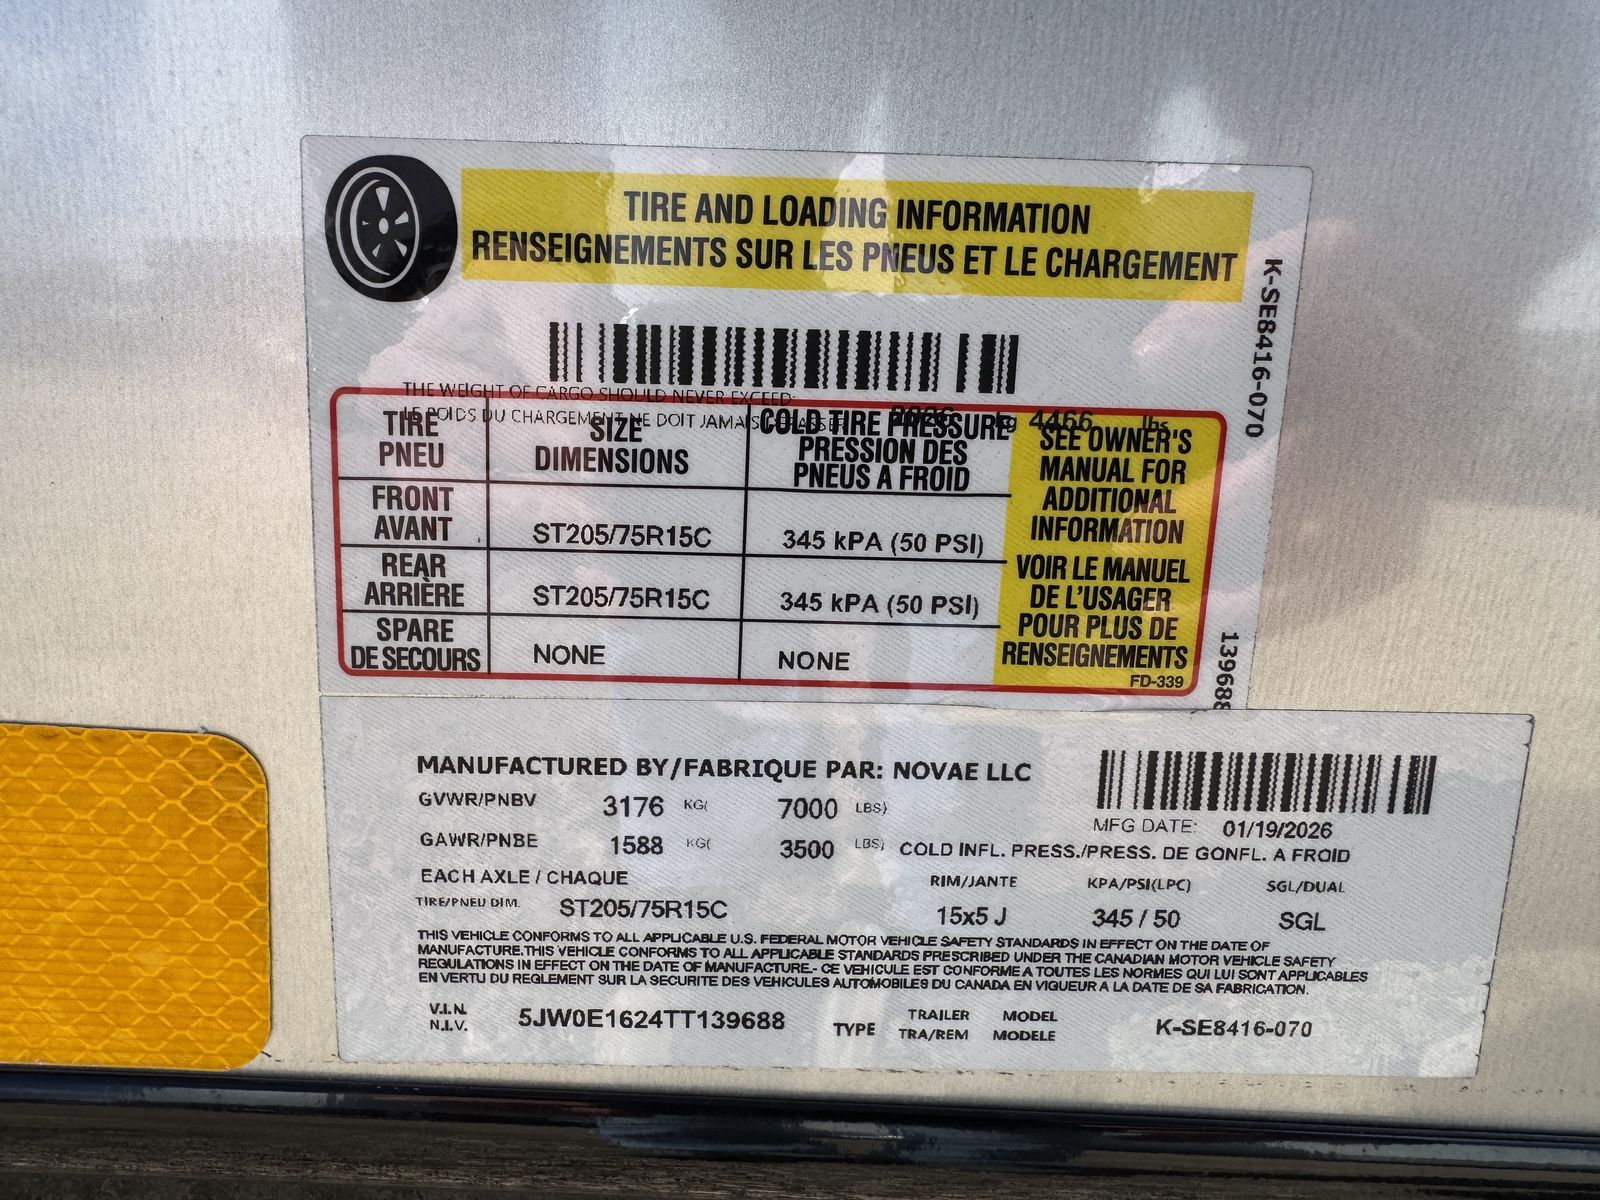 TIRE AND LOADING INFORMATION
RENSEIGNEMENTS SUR LES PNEUS ET LE CHARGEMENT
K-SE8416-070
THE WEIGHT OF CARGO SHOULD NEVER EXCEED:
LE POIDS DU CHARGEMENT NE DOIT JAMAIS DEPASSER kg 4466 lbs
TIRE
PNEU
SIZE
DIMENSIONS
COLD TIRE PRESSURE
PRESSION DES
PNEUS A FROID
SEE OWNER'S
MANUAL FOR
ADDITIONAL
INFORMATION
VOIR LE MANUEL
DE L'USAGER
POUR PLUS DE
RENSEIGNEMENTS
FD-339
FRONT
AVANT
ST205/75R15C
345 kPA (50 PSI)
REAR
ARRIÈRE
ST205/75R15C
345 kPA (50 PSI)
SPARE
DE SECOURS
NONE
NONE
139688
MANUFACTURED BY/FABRIQUE PAR: NOVAE LLC
GVWR/PNBV 3176 KG( 7000 LBS)
MFG DATE: 01/19/2026
GAWR/PNBE 1588 KG( 3500 LBS) COLD INFL. PRESS./PRESS. DE GONFL. A FROID
EACH AXLE / CHAQUE RIM/JANTE KPA/PSI(LPC) SGL/DUAL
TIRE/PNEU DIM. ST205/75R15C 15x5 J 345 / 50 SGL
THIS VEHICLE CONFORMS TO ALL APPLICABLE U.S. FEDERAL MOTOR VEHICLE SAFETY STANDARDS IN EFFECT ON THE DATE OF
MANUFACTURE.THIS VEHICLE CONFORMS TO ALL APPLICABLE STANDARDS PRESCRIBED UNDER THE CANADIAN MOTOR VEHICLE SAFETY
REGULATIONS IN EFFECT ON THE DATE OF MANUFACTURE.- CE VEHICULE EST CONFORME A TOUTES LES NORMES QUI LUI SONT APPLICABLES
EN VERTU DU REGLEMENT SUR LA SECURITE DES VEHICULES AUTOMOBILES DU CANADA EN VIGUEUR A LA DATE DE SA FABRICATION.
V.I.N.
N.I.V.
5JW0E1624TT139688
TYPE
TRAILER
TRA/REM
MODEL
MODELE
K-SE8416-070